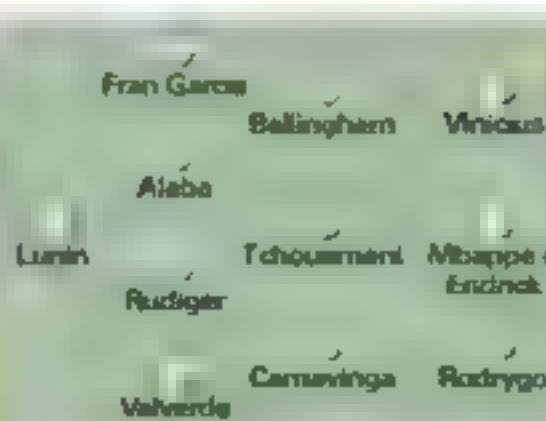 Fran Garcia
Bellingham
Vinicius
Alaba
Lunin
Tchouameni
Mbappe
Endrick
Rudiger
Camavinga
Rodrygo
Valverde